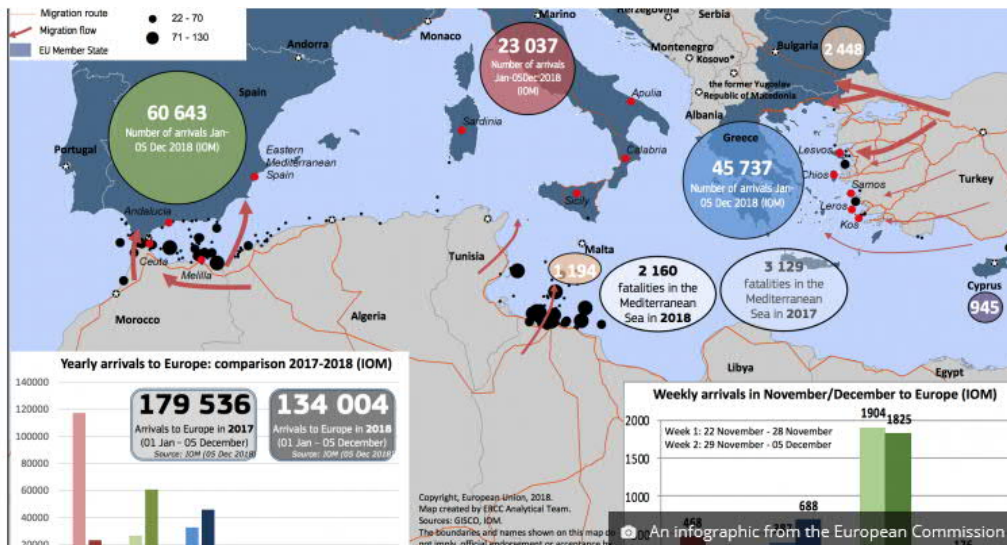 Migration route
Migration flow
EU Member State
22 - 70
71 - 130
Andorra
Monaco
Marino
Herzegovina
Serbia
Montenegro
Kosovo*
Bulgaria
2 448
the former Yugoslav
Republic of Macedonia
Albania
23 037
Number of arrivals
Jan-05Dec 2018
(IOM)
60 643
Number of arrivals Jan-
05 Dec 2018 (IOM)
Spain
Portugal
Eastern
Mediterranean
Spain
Andalucia
Ceuta
Melilla
Sardinia
Apulia
Calabria
Sicily
Greece
45 737
Number of arrivals Jan-
05 Dec 2018 (IOM)
Lesvos
Chios
Samos
Leros
Kos
Turkey
Tunisia
Malta
1 194
2 160
fatalities in the
Mediterranean
Sea in 2018
3 129
fatalities in the
Mediterranean
Sea in 2017
Cyprus
945
Morocco
Algeria
Libya
Egypt
Yearly arrivals to Europe: comparison 2017-2018 (IOM)
140000
120000
100000
80000
60000
40000
20000
179 536
Arrivals to Europe in 2017
(01 Jan - 05 December)
Source: IOM (05 Dec 2018)
134 004
Arrivals to Europe in 2018
(01 Jan - 05 December)
Source: IOM (05 Dec 2018)
Copyright, European Union, 2018.
Map created by ERCC Analytical Team.
Sources: GISCO, IOM.
The boundaries and names shown on this map do
not imply official endorsement or acceptance by
Weekly arrivals in November/December to Europe (IOM)
Week 1: 22 November - 28 November
Week 2: 29 November - 05 December
2000
1500
1000
468
387
688
1904
1825
An infographic from the European Commission